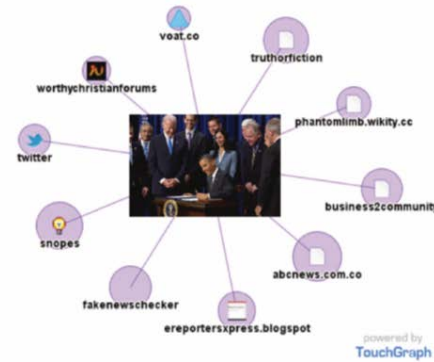 voat.co
truthorfiction
worthychristianforums
phantomlimb.wikity.cc
twitter
business2community
snopes
abcnews.com.co
fakenewschecker
ereportersxpress.blogspot
powered by
TouchGraph